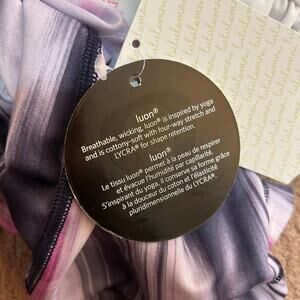 lululemon
luon®
Breathable, wicking, luon® is inspired by yoga
and is cottony-soft with four-way stretch and
LYCRA® for shape retention.
luon®
Le tissu luon® permet à la peau de respirer
et évacue l'humidité par capillarité.
S'inspirant du yoga, il conserve sa forme grâce
à la douceur du coton et l'élasticité
pluridimensionnelle du LYCRA®.